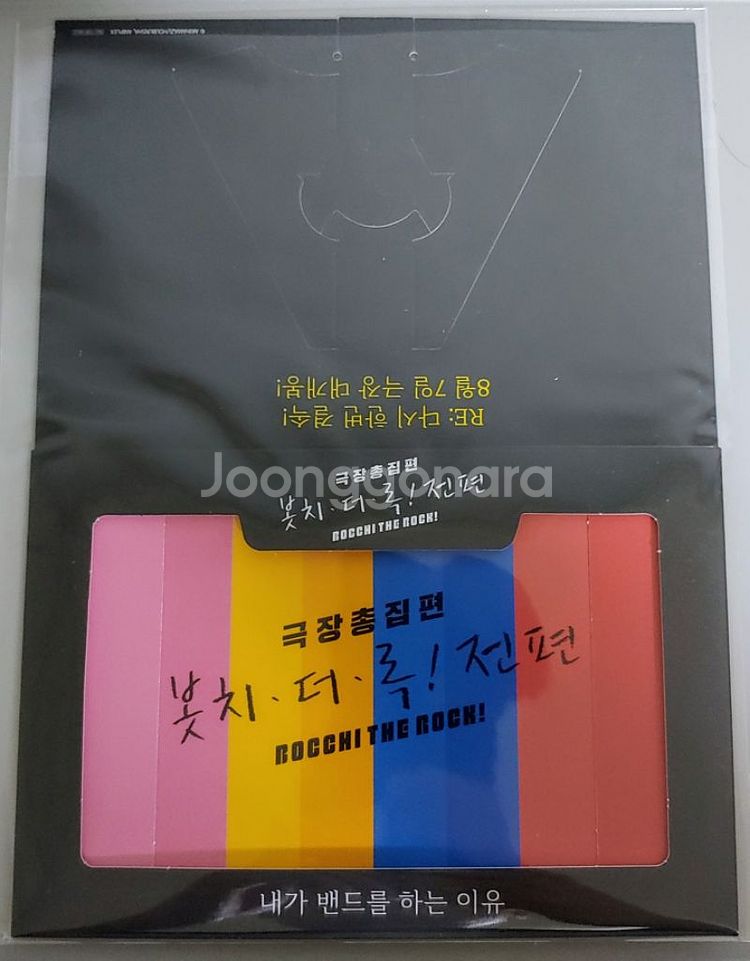 RE: 다시 한번 결속!
8월 7일 극장 대개봉!
Joonggonara
극장총집편
봇치·더·록! 전편
BOCCHI THE ROCK!
극장총집편
봇치·더·록! 전편
BOCCHI THE ROCK!
내가 밴드를 하는 이유